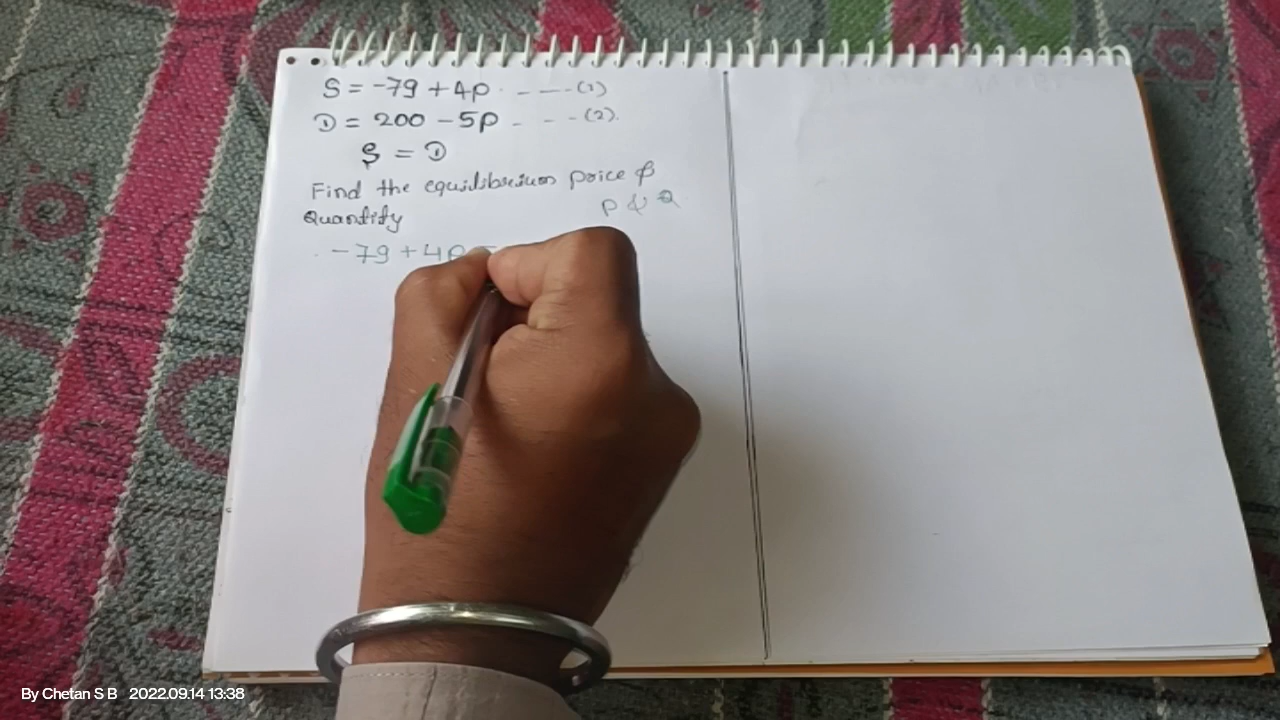 S = -79 + 4P - - - - (1)
D = 200 - 5P - - - - (2).
S = D
Find the equilibrium price &
Quantity
P & Q
-79 + 4P =
By Chetan S B 2022.09.14 13:38